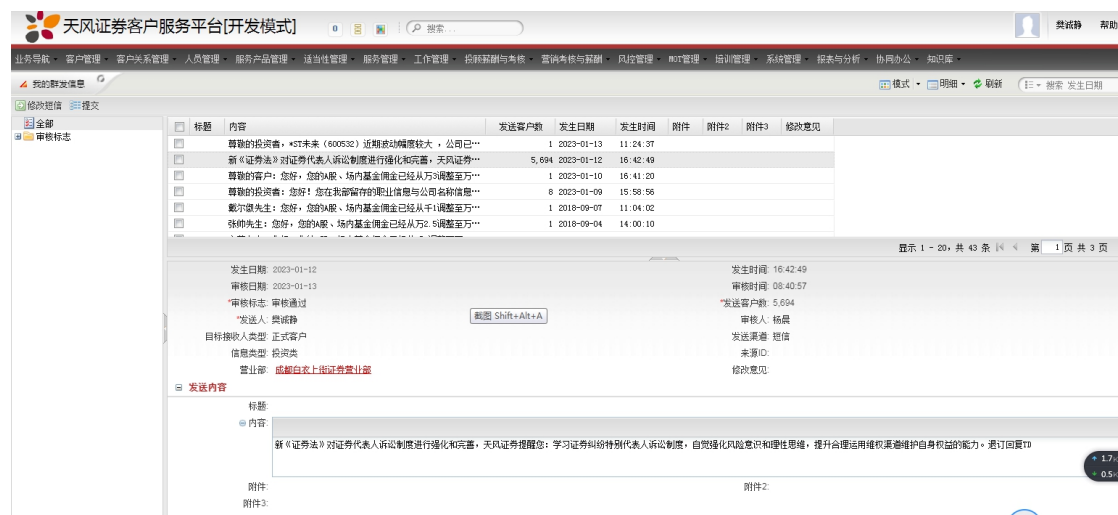 天风证券客户服务平台[开发模式] 搜索... 樊诚静 帮助
业务导航 客户管理 客户关系管理 人员管理 服务产品管理 适当性管理 服务管理 工作管理 投顾薪酬与考核 营销考核与薪酬 风控管理 MOT管理 培训管理 系统管理 报表与分析 协同办公 知识库
我的群发信息 模式 明细 刷新 搜索 发生日期
修改短信 提交
全部
审核标志
标题 内容 发送客户数 发生日期 发生时间 附件 附件2 附件3 修改意见
尊敬的投资者，*ST未来（600532）近期波动幅度较大 ，公司已… 1 2023-01-13 11:24:37
新《证券法》对证券代表人诉讼制度进行强化和完善，天风证券… 5,694 2023-01-12 16:42:49
尊敬的客户：您好，您的A股、场内基金佣金已经从万3调整至万… 1 2023-01-10 16:41:20
尊敬的投资者：您好！您在我部留存的职业信息与公司名称信息… 8 2023-01-09 15:58:56
戴尔缀先生：您好，您的A股、场内基金佣金已经从千1调整至万… 1 2018-09-07 11:04:02
张帅先生：您好，您的A股、场内基金佣金已经从万2.5调整至万… 1 2018-09-04 14:00:10
显示 1 - 20，共 43 条 第 1 页 共 3 页
发生日期: 2023-01-12 发生时间: 16:42:49
审核日期: 2023-01-13 审核时间: 08:40:57
*审核标志: 审核通过 *发送客户数: 5,694
*发送人: 樊诚静 截图 Shift+Alt+A 审核人: 杨晨
目标接收人类型: 正式客户 发送渠道: 短信
信息类型: 投资类 来源ID:
营业部: 成都白衣上街证券营业部 修改意见:
发送内容
标题:
内容:
新《证券法》对证券代表人诉讼制度进行强化和完善，天风证券提醒您：学习证券纠纷特别代表人诉讼制度，自觉强化风险意识和理性思维，提升合理运用维权渠道维护自身权益的能力。退订回复TD
附件: 附件2:
附件3: